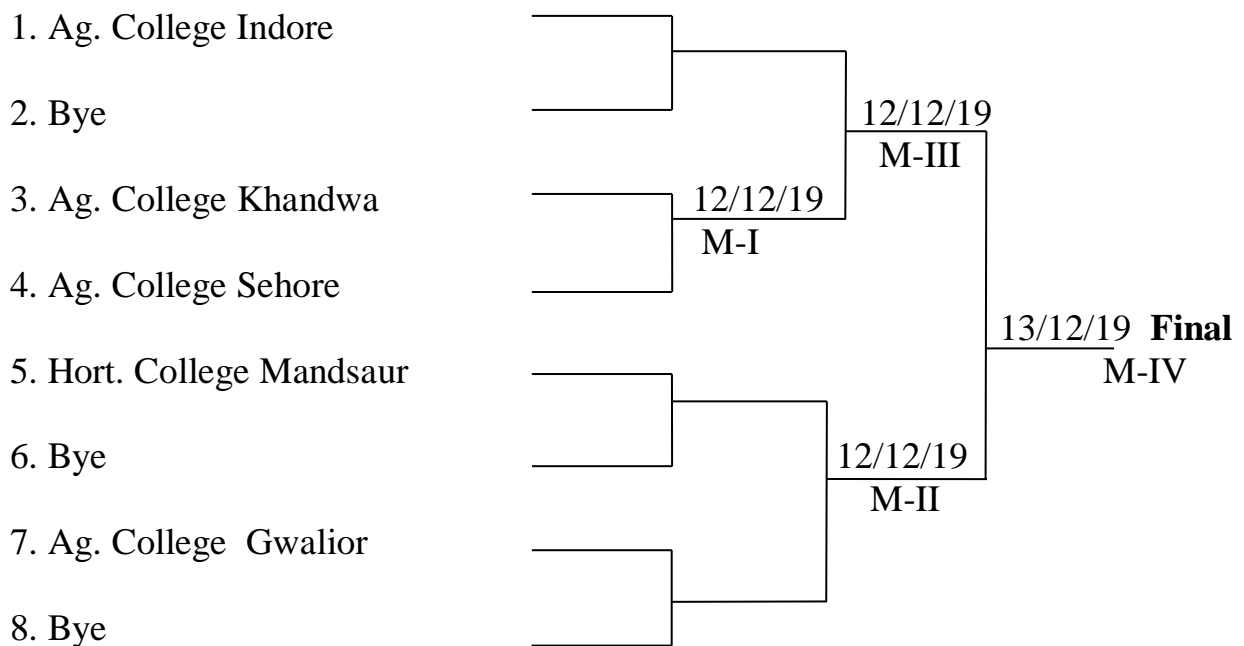 1. Ag. College Indore
2. Bye
12/12/19
M-III
3. Ag. College Khandwa
12/12/19
M-I
4. Ag. College Sehore
13/12/19 Final
M-IV
5. Hort. College Mandsaur
6. Bye
12/12/19
M-II
7. Ag. College Gwalior
8. Bye